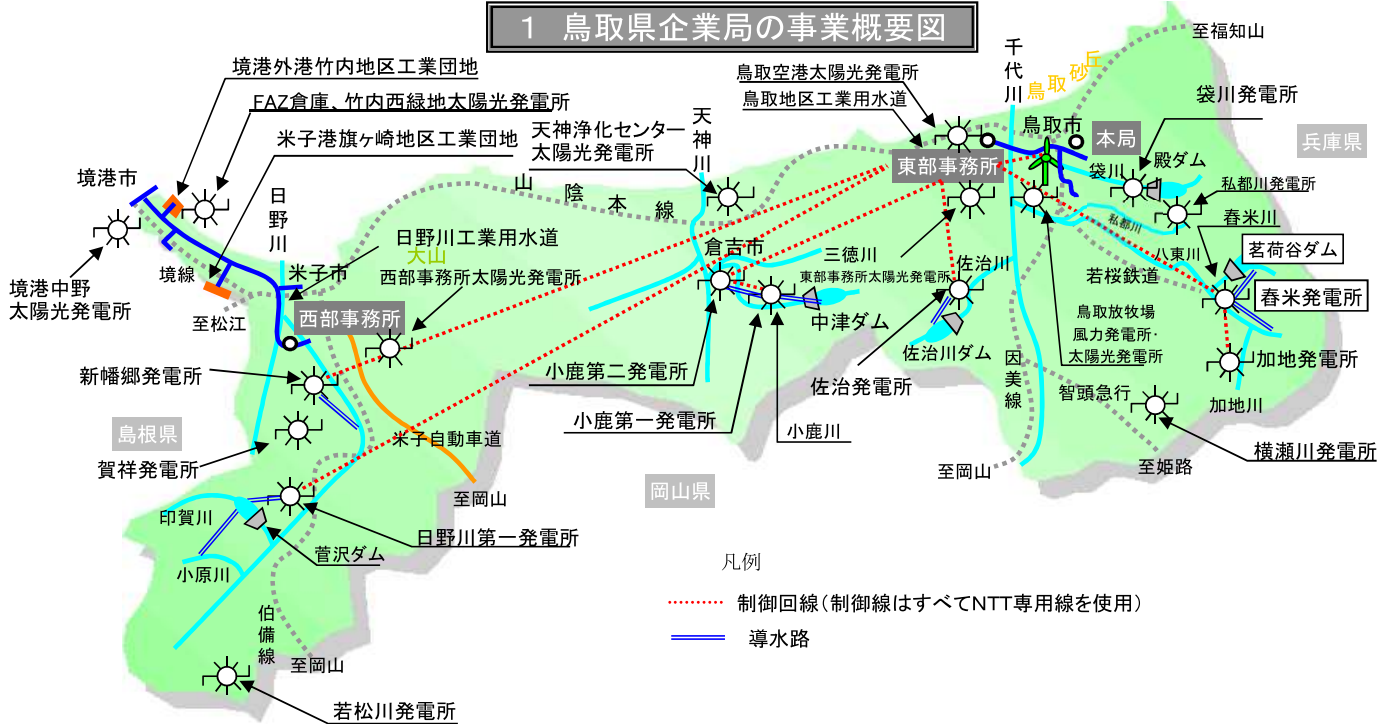 1 鳥取県企業局の事業概要図
至福知山
千代川
鳥取砂丘
境港外港竹内地区工業団地
鳥取空港太陽光発電所
FAZ倉庫、竹内西緑地太陽光発電所
鳥取地区工業用水道
袋川発電所
米子港旗ヶ崎地区工業団地
天神浄化センター
太陽光発電所
天神川
鳥取市
本局
兵庫県
東部事務所
殿ダム
袋川
境港市
日野川
山陰本線
私都川発電所
私都川
舂米川
日野川工業用水道
大山
西部事務所太陽光発電所
倉吉市
三徳川
東部事務所太陽光発電所
佐治川
八東川
若桜鉄道
茗荷谷ダム
舂米発電所
境港中野
太陽光発電所
境線
米子市
至松江
西部事務所
中津ダム
鳥取放牧場
風力発電所・
太陽光発電所
佐治川ダム
因美線
加地発電所
新幡郷発電所
小鹿第二発電所
佐治発電所
智頭急行
加地川
小鹿第一発電所
小鹿川
島根県
米子自動車道
横瀬川発電所
賀祥発電所
至岡山
至姫路
至岡山
岡山県
印賀川
日野川第一発電所
菅沢ダム
小原川
凡例
制御回線(制御線はすべてNTT専用線を使用)
導水路
伯備線
至岡山
若松川発電所